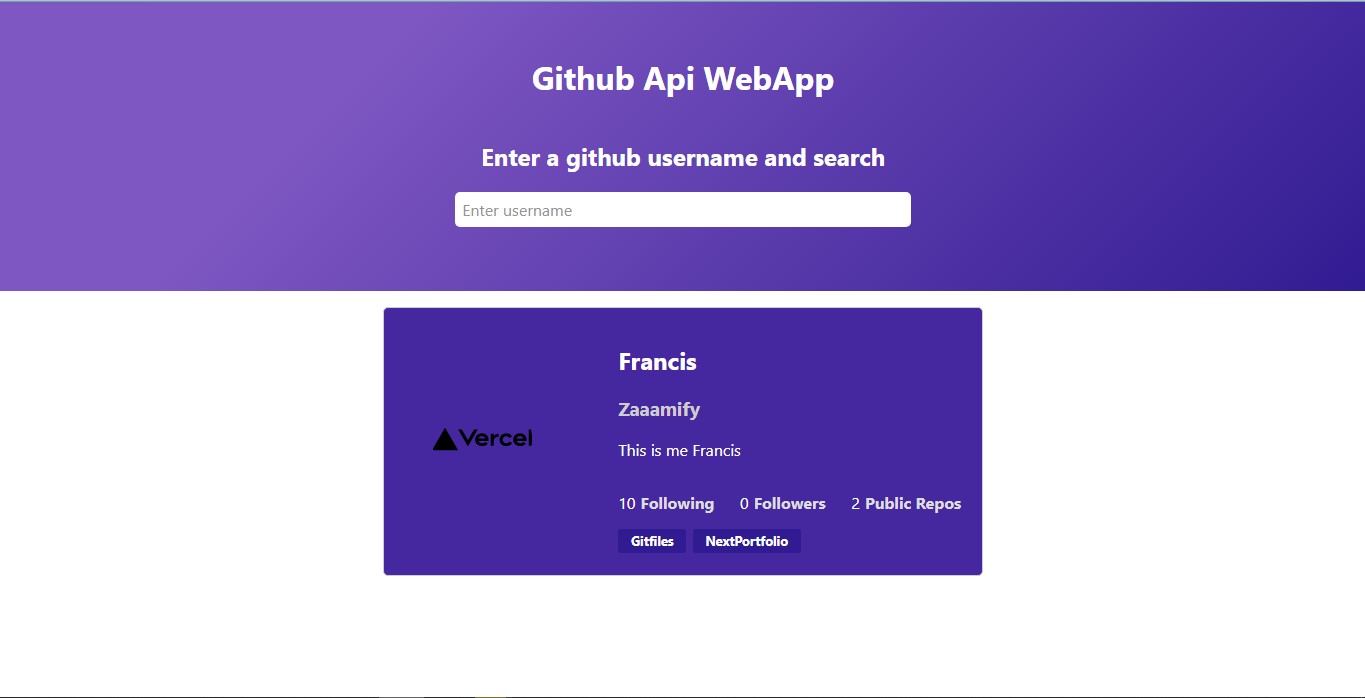 Github Api WebApp
Enter a github username and search
Enter username
Francis
Zaaamify
Vercel
This is me Francis
10 Following 0 Followers 2 Public Repos
Gitfiles NextPortfolio